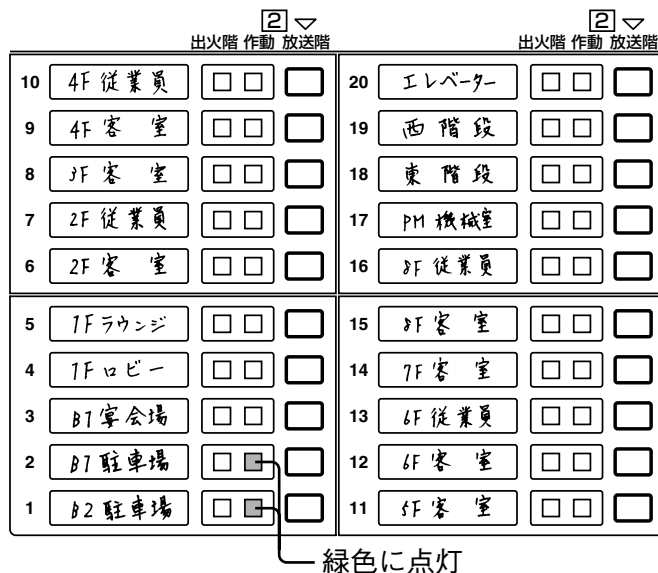 2 ▽
出火階 作動 放送階
10 4F 従業員
9 4F 客 室
8 3F 客 室
7 2F 従業員
6 2F 客 室
5 1F ラウンジ
4 1F ロビー
3 B1 宴会場
2 B1 駐車場
1 B2 駐車場
2 ▽
出火階 作動 放送階
20 エレベーター
19 西 階 段
18 東 階 段
17 PH 機械室
16 8F 従業員
15 8F 客 室
14 7F 客 室
13 6F 従業員
12 6F 客 室
11 5F 客 室
緑色に点灯